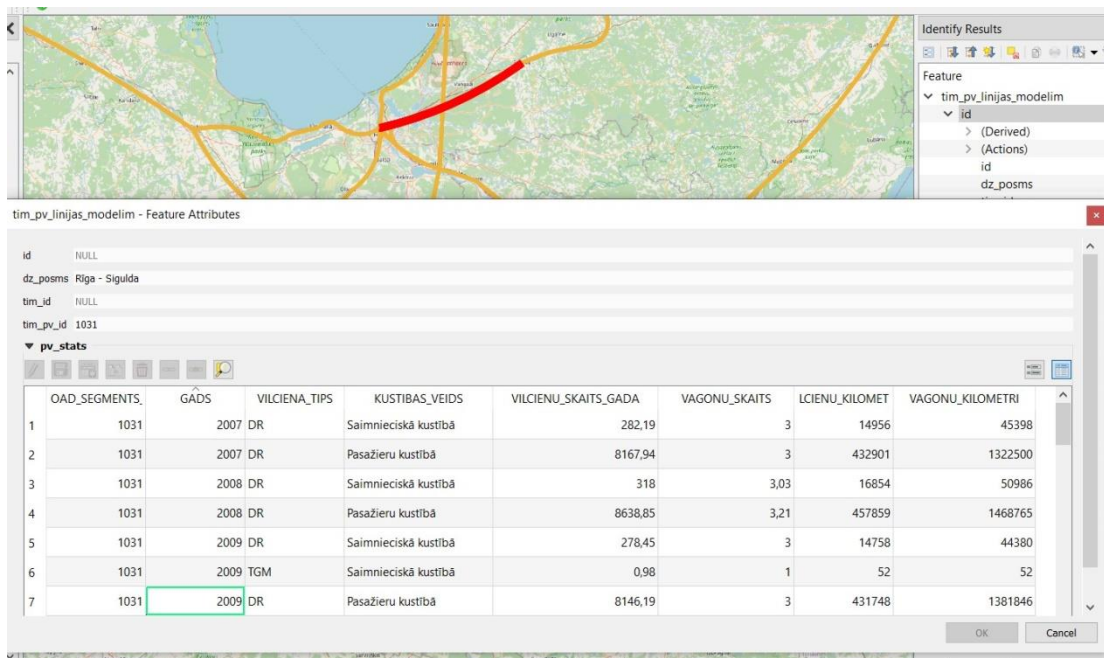 Identify Results
Feature
tim_pv_linijas_modelim
id
(Derived)
(Actions)
id
dz_posms
tim_pv_linijas_modelim - Feature Attributes
id NULL
dz_posms Rīga - Sigulda
tim_id NULL
tim_pv_id 1031
pv_stats
OAD_SEGMENTS_ GADS VILCIENA_TIPS KUSTIBAS_VEIDS VILCIENU_SKAITS_GADA VAGONU_SKAITS LCIENU_KILOMET VAGONU_KILOMETRI
1 1031 2007 DR Saimnieciskā kustībā 282,19 3 14956 45398
2 1031 2007 DR Pasažieru kustībā 8167,94 3 432901 1322500
3 1031 2008 DR Saimnieciskā kustībā 318 3,03 16854 50986
4 1031 2008 DR Pasažieru kustībā 8638,85 3,21 457859 1468765
5 1031 2009 DR Saimnieciskā kustībā 278,45 3 14758 44380
6 1031 2009 TGM Saimnieciskā kustībā 0,98 1 52 52
7 1031 2009 DR Pasažieru kustībā 8146,19 3 431748 1381846
OK Cancel